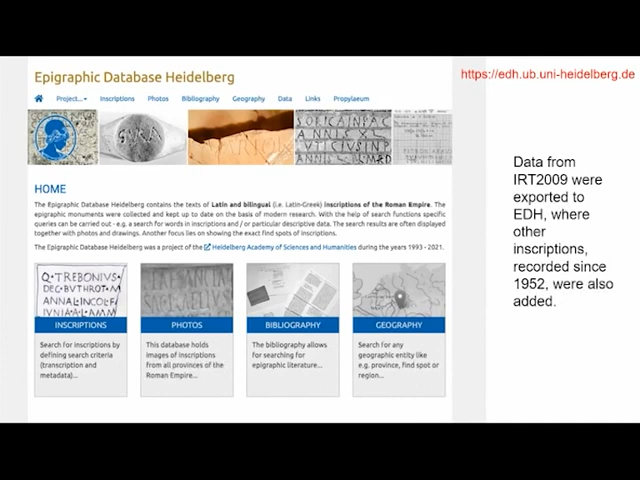 Epigraphic Database Heidelberg
https://edh.ub.uni-heidelberg.de
Project... Inscriptions Photos Bibliography Geography Data Links Propylaeum
HOME
The Epigraphic Database Heidelberg contains the texts of Latin and bilingual (i.e. Latin-Greek) inscriptions of the Roman Empire. The
epigraphic monuments were collected and kept up to date on the basis of modern research. With the help of search functions specific
queries can be carried out - e.g. a search for words in inscriptions and / or particular descriptive data. The search results are often displayed
together with photos and drawings. Another focus lies on showing the exact find spots of inscriptions.
The Epigraphic Database Heidelberg was a project of the Heidelberg Academy of Sciences and Humanities during the years 1993 - 2021.
Q·TREBONIVS·
DEC·BVTHROT·M
ANNAL·INCOL·F
IVNIA·L·AMM
INSCRIPTIONS
Search for inscriptions by
defining search criteria
(transcription and
metadata)...
PHOTOS
This database holds
images of inscriptions
from all provinces of the
Roman Empire...
BIBLIOGRAPHY
The bibliography allows
for searching for
epigraphic literature...
GEOGRAPHY
Search for any
geographic entity like
e.g. province, find spot or
region...
Data from
IRT2009 were
exported to
EDH, where
other
inscriptions,
recorded since
1952, were also
added.